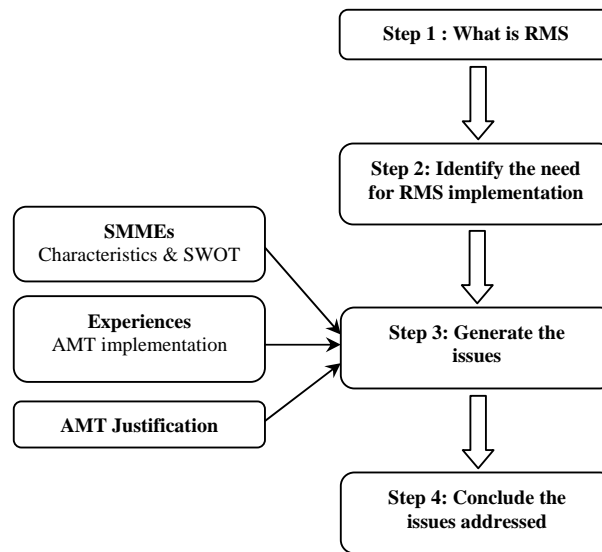 Step 1 : What is RMS
Step 2: Identify the need
for RMS implementation
SMMEs
Characteristics & SWOT
Experiences
AMT implementation
AMT Justification
Step 3: Generate the
issues
Step 4: Conclude the
issues addressed